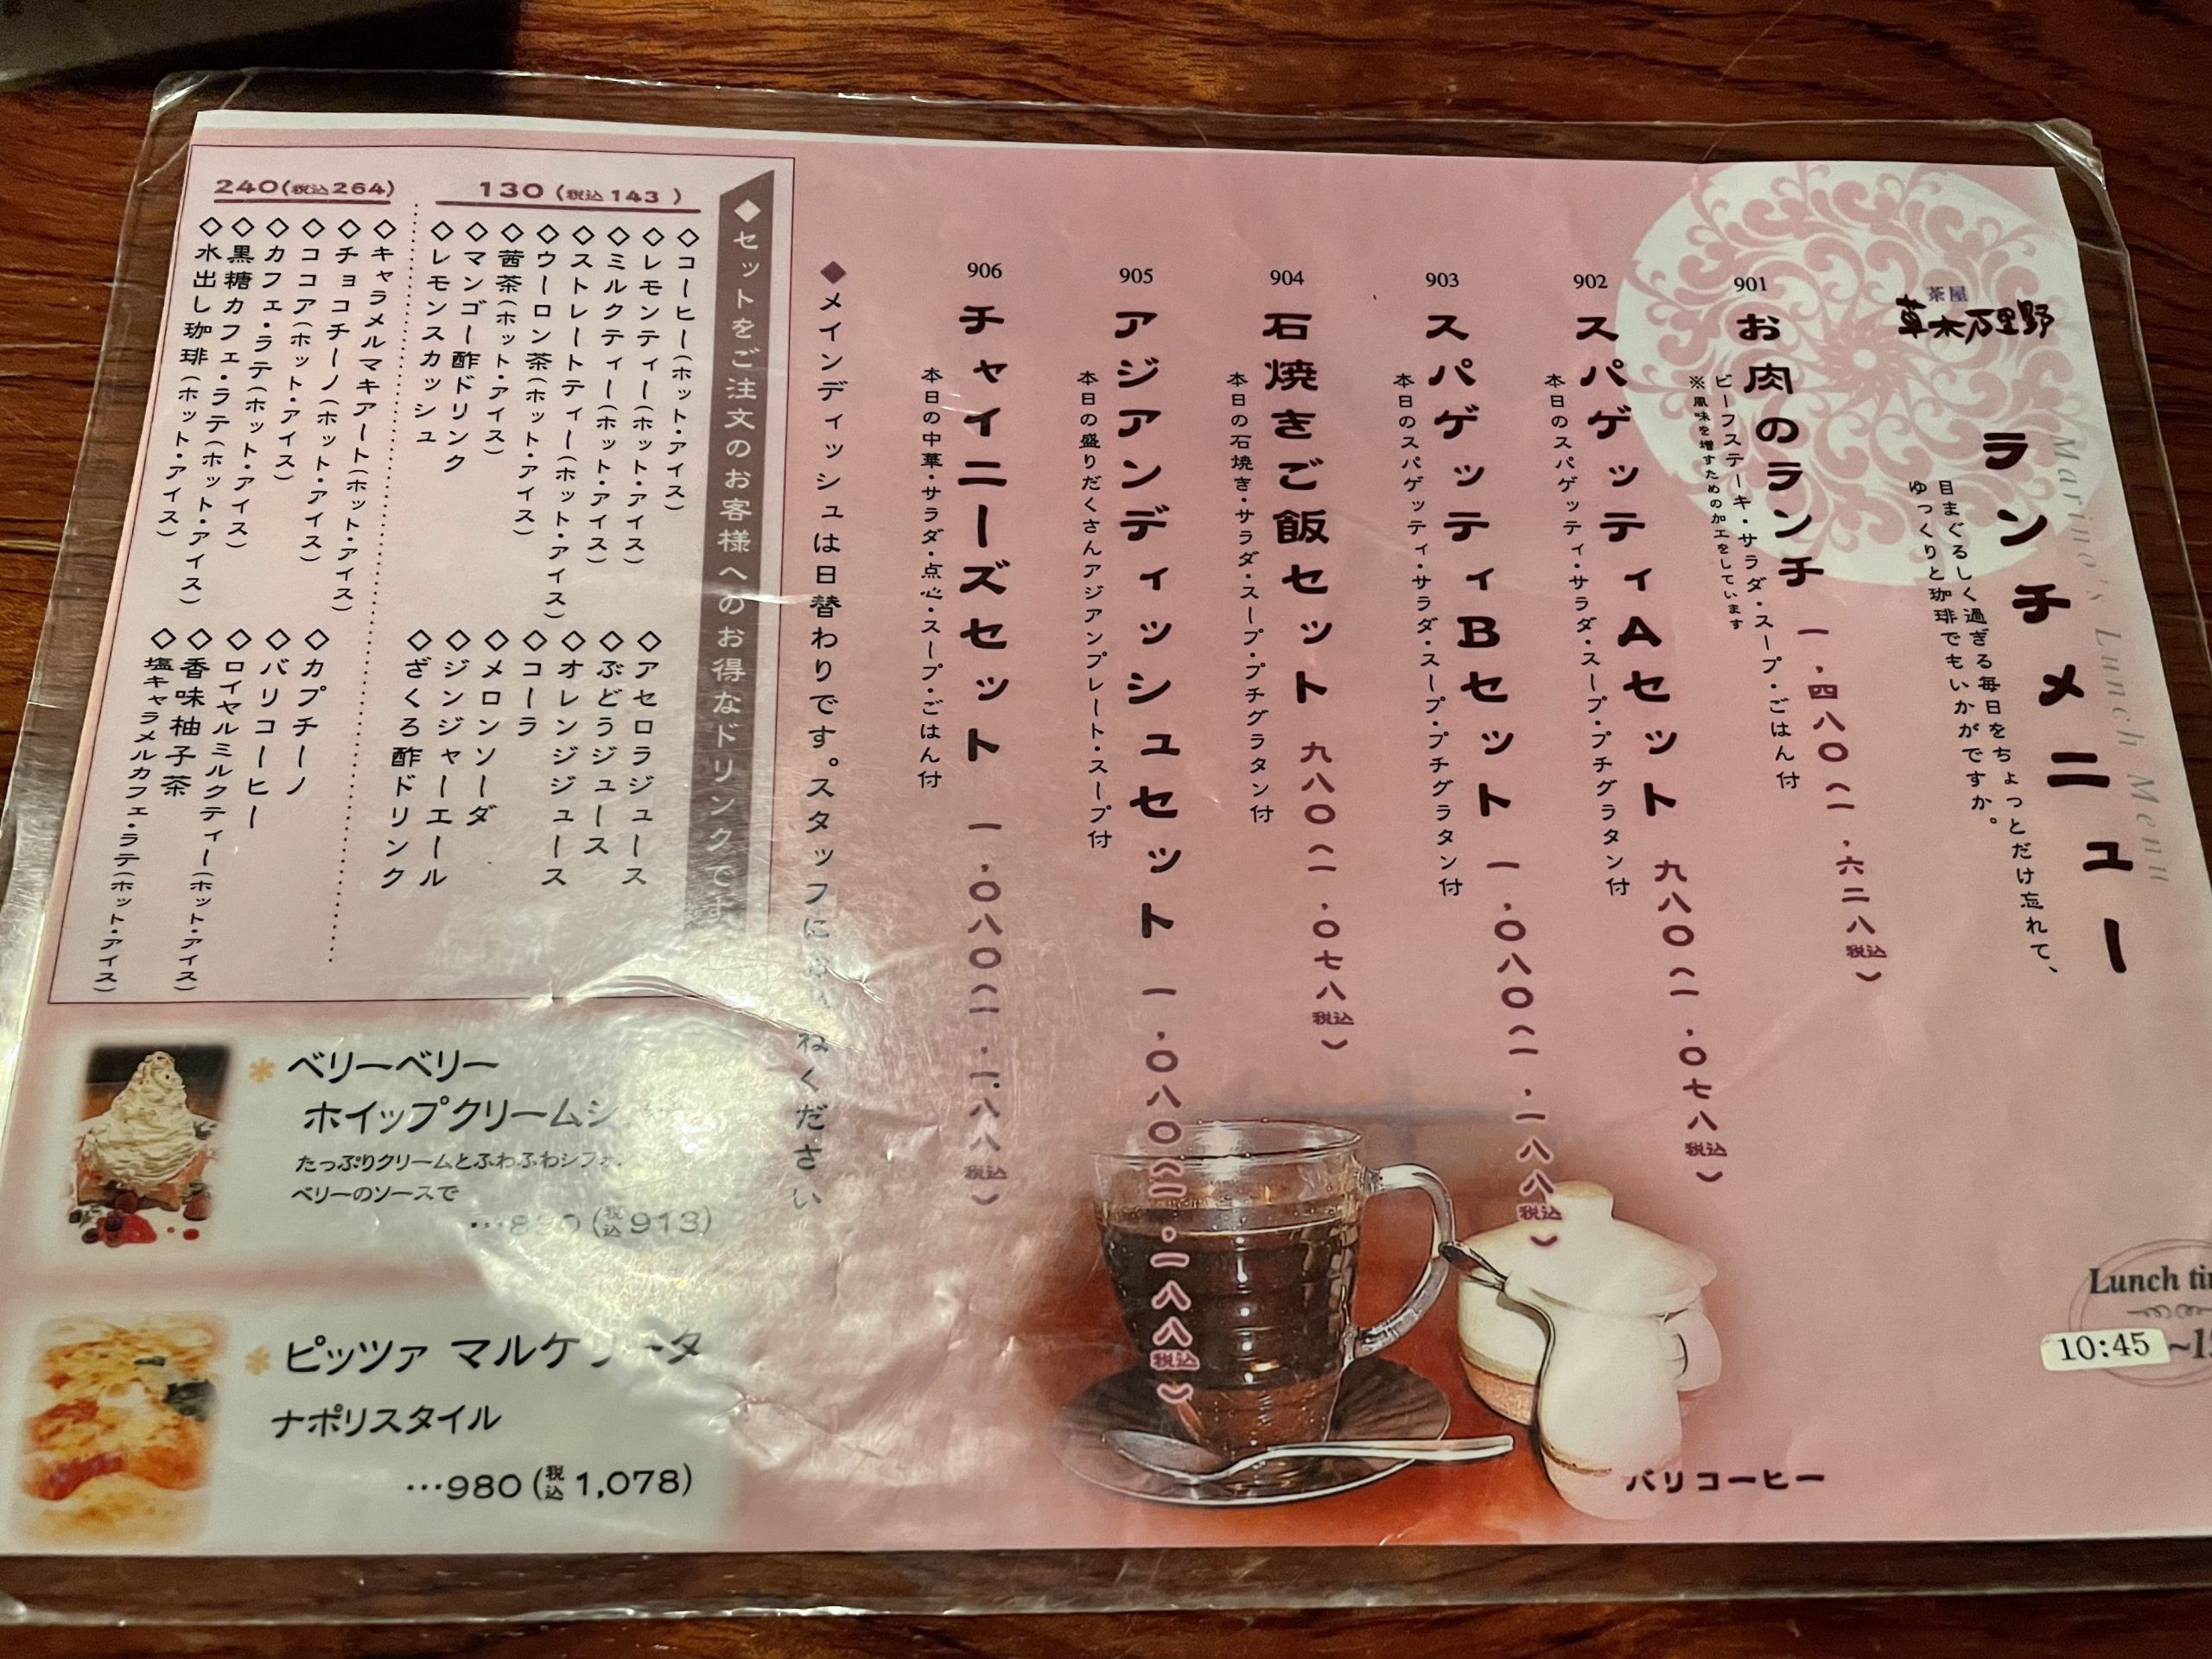 茶屋
草木万里野
Marino's Lunch Menu
ランチメニュー
目まぐるしく過ぎる毎日をちょっとだけ忘れて、
ゆっくりと珈琲でもいかがですか。
901
お肉のランチ 一,四八〇(一,六二八税込)
ビーフステーキ・サラダ・スープ・ごはん付
※風味を増すための加工をしています
902
スパゲッティAセット 九八〇(一,〇七八税込)
本日のスパゲッティ・サラダ・スープ・プチグラタン付
903
スパゲッティBセット 一,〇八〇(一,一八八税込)
本日のスパゲッティ・サラダ・スープ・プチグラタン付
904
石焼きご飯セット 九八〇(一,〇七八税込)
本日の石焼き・サラダ・スープ・プチグラタン付
905
アジアンディッシュセット 一,〇八〇(一,一八八税込)
本日の盛りだくさんアジアンプレート・スープ付
906
チャイニーズセット 一,〇八〇(一,一八八税込)
本日の中華・サラダ・点心・スープ・ごはん付
◆メインディッシュは日替わりです。スタッフに ねください
Lunch
10:45 ~1
バリコーヒー
◆セットをご注文のお客様へのお得なドリンクです
130(税込143)
◇コーヒー(ホット・アイス)
◇レモンティー(ホット・アイス)
◇ミルクティー(ホット・アイス)
◇ストレートティー(ホット・アイス)
◇ウーロン茶(ホット・アイス)
◇茜茶(ホット・アイス)
◇マンゴー酢ドリンク
◇レモンスカッシュ
◇アセロラジュース
◇ぶどうジュース
◇オレンジジュース
◇コーラ
◇メロンソーダ
◇ジンジャーエール
◇ざくろ酢ドリンク
240(税込264)
◇キャラメルマキアート(ホット・アイス)
◇チョコチーノ(ホット・アイス)
◇ココア(ホット・アイス)
◇カフェ・ラテ(ホット・アイス)
◇黒糖カフェ・ラテ(ホット・アイス)
◇水出し珈琲(ホット・アイス)
◇カプチーノ
◇バリコーヒー
◇ロイヤルミルクティー(ホット・アイス)
◇香味柚子茶
◇塩キャラメルカフェ・ラテ(ホット・アイス)
ベリーベリー
ホイップクリームシ
たっぷりクリームとふわふわシフォ
ベリーのソースで
…830(税込913)
ピッツァ マルゲリータ
ナポリスタイル
…980(税込1,078)